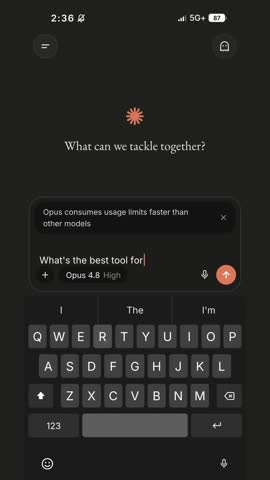 2:36
5G+
87
What can we tackle together?
Opus consumes usage limits faster than
other models
What's the best tool for
Opus 4.8 High
I The I'm
Q W E R T Y U I O P
A S D F G H J K L
Z X C V B N M
123